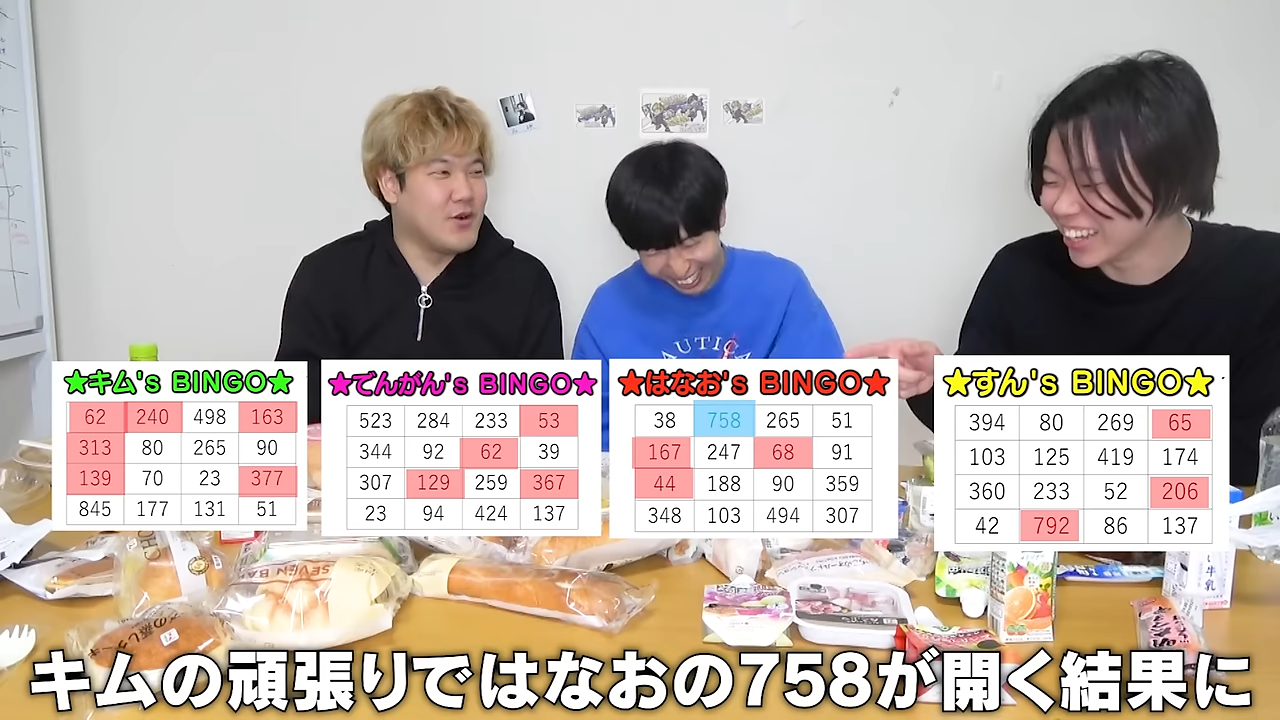 ★キム's BINGO★
62 240 498 163
313 80 265 90
139 70 23 377
845 177 131 51
★でんがん's BINGO★
523 284 233 53
344 92 62 39
307 129 259 367
23 94 424 137
★はなお's BINGO★
38 758 265 51
167 247 68 91
44 188 90 359
348 103 494 307
★すん's BINGO★
394 80 269 65
103 125 419 174
360 233 52 206
42 792 86 137
AUTICA
SEVEN BA
牛乳
キムの頑張りではなおの758が開く結果に